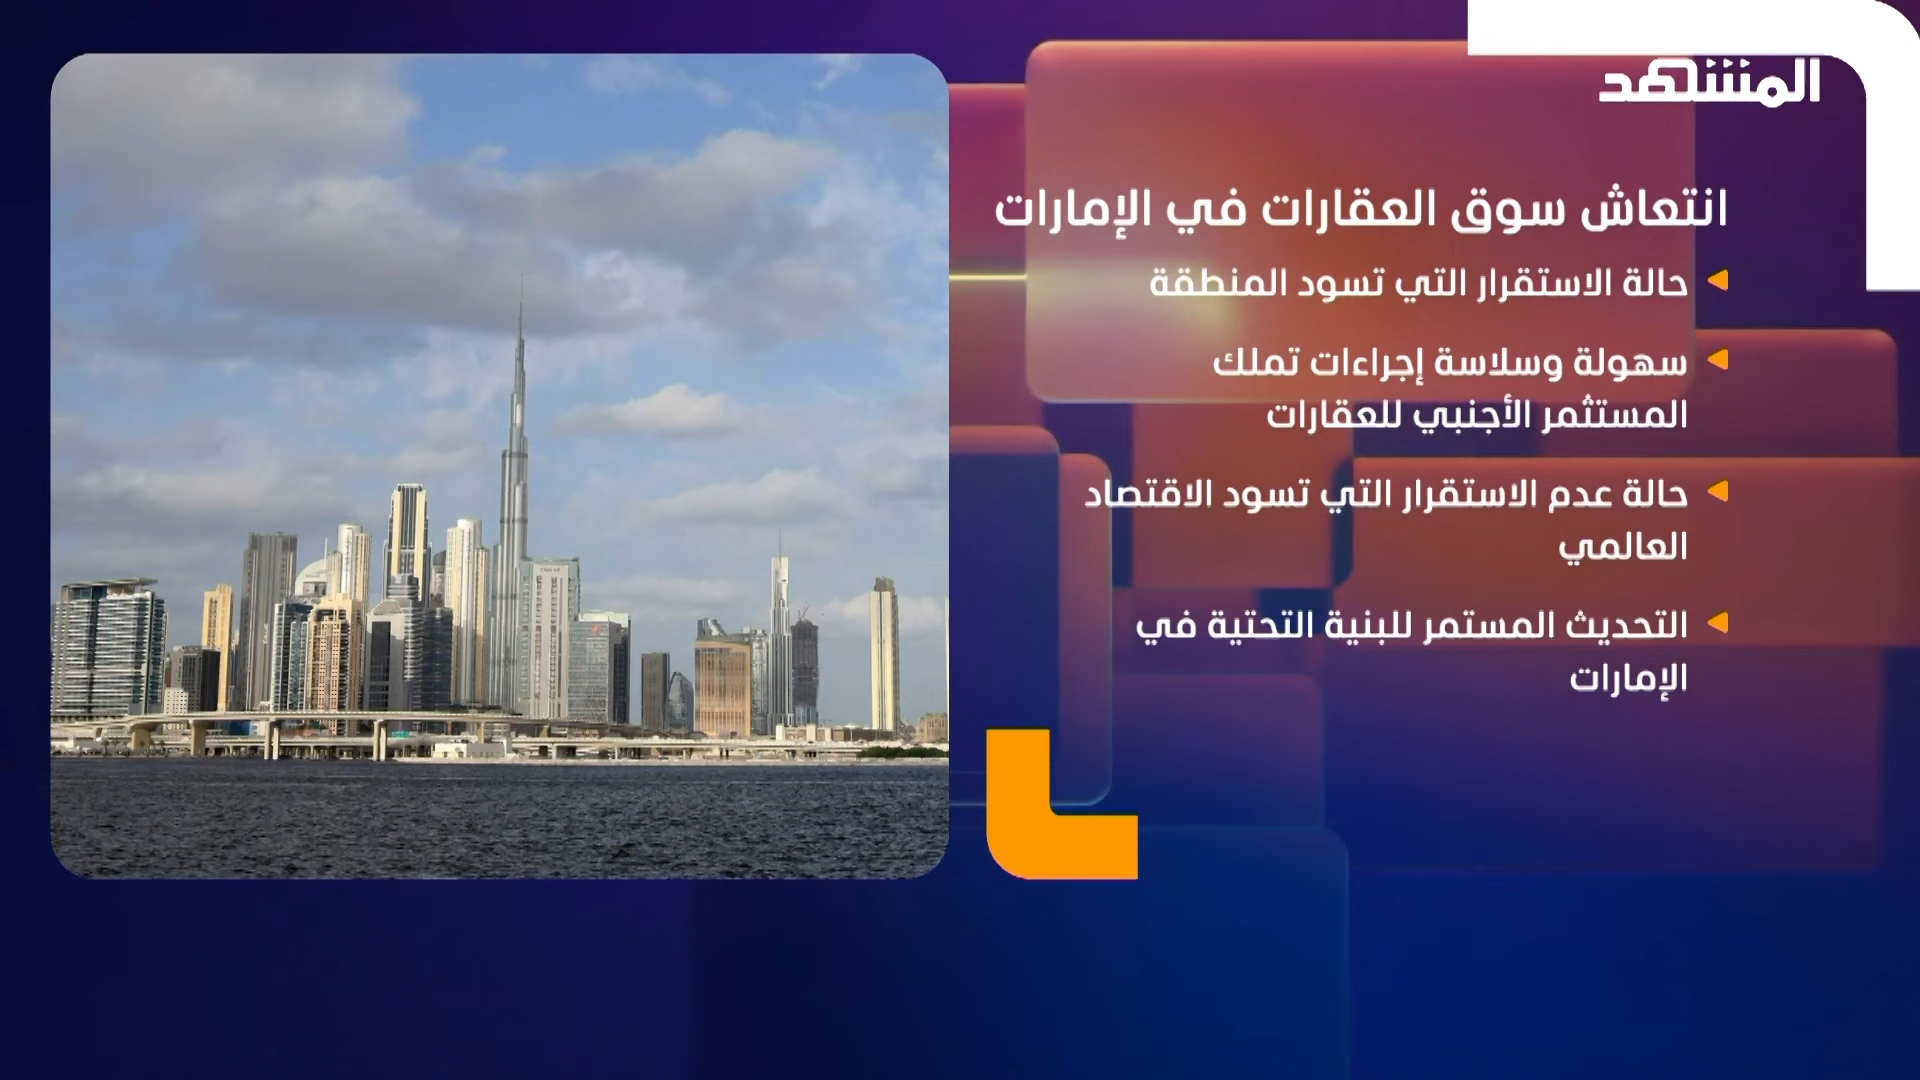 المشهد
انتعاش سوق العقارات في الإمارات
حالة الاستقرار التي تسود المنطقة
سهولة وسلاسة إجراءات تملك
المستثمر الأجنبي للعقارات
حالة عدم الاستقرار التي تسود الاقتصاد
العالمي
التحديث المستمر للبنية التحتية في
الإمارات